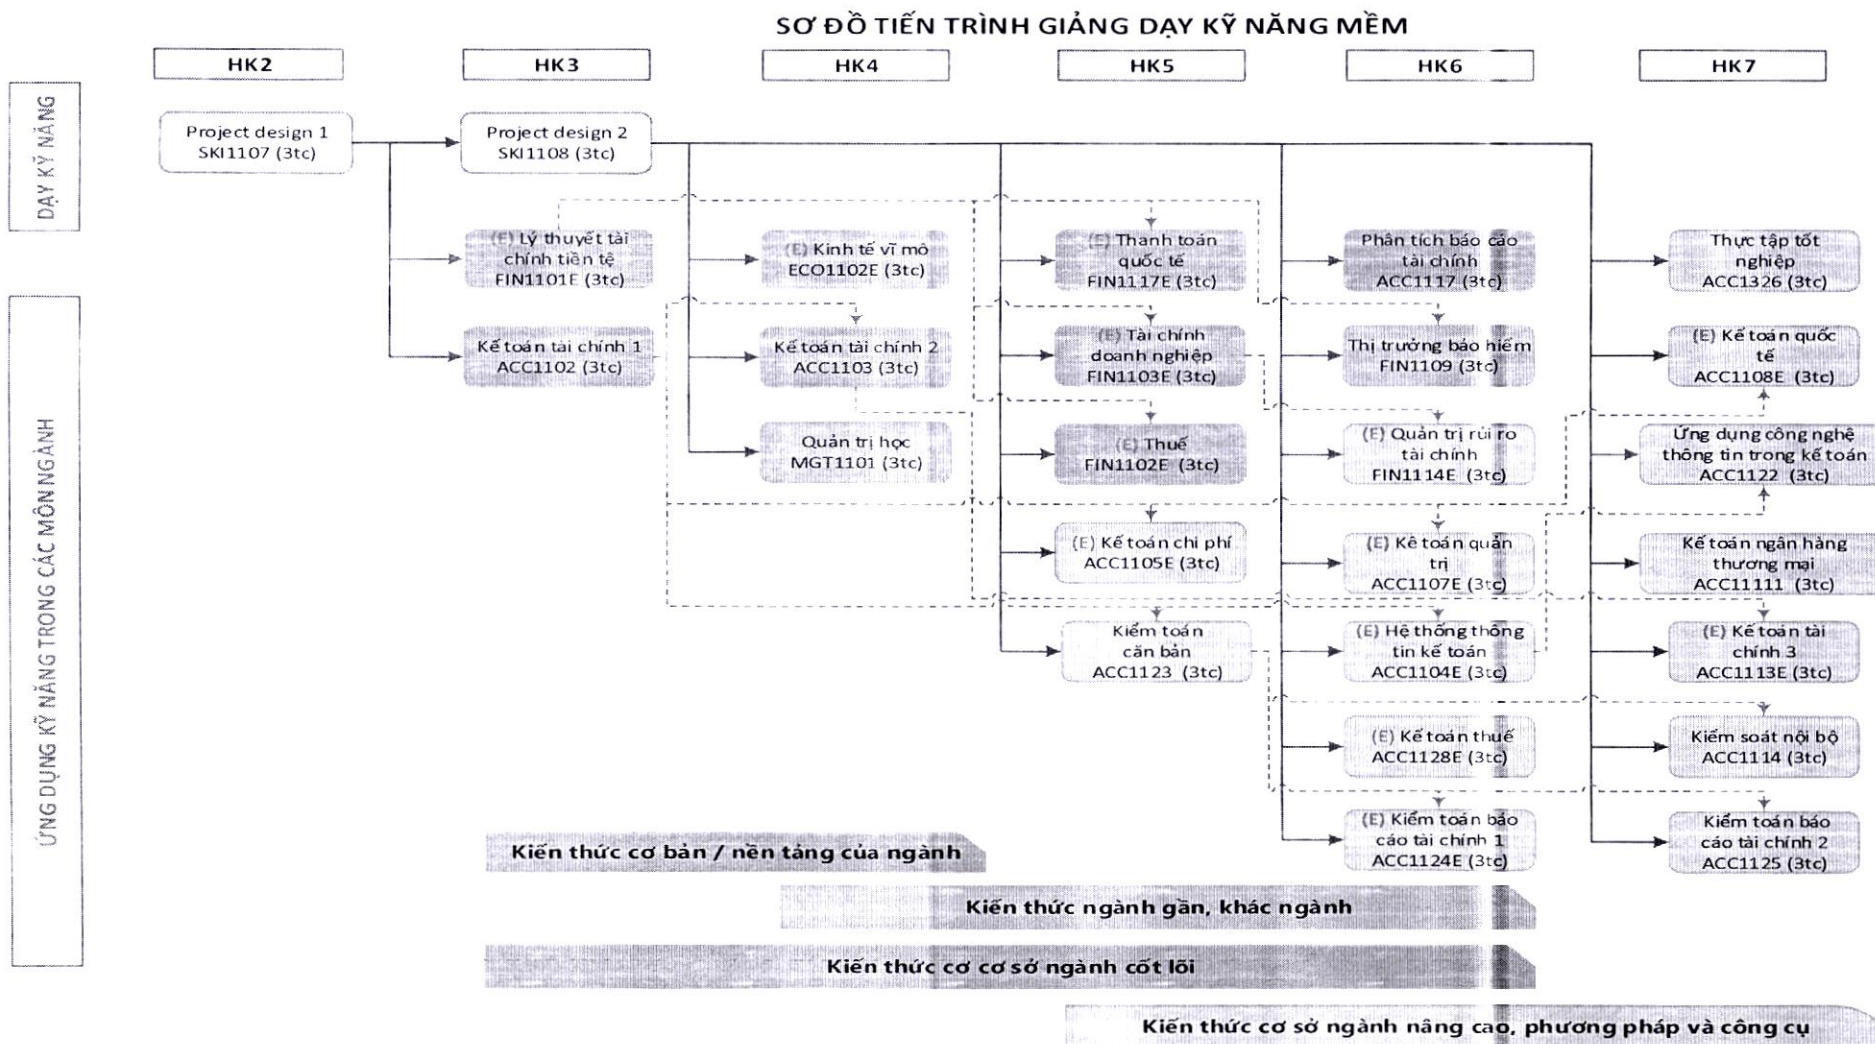 SƠ ĐỒ TIẾN TRÌNH GIẢNG DẠY KỸ NĂNG MỀM
HK2
HK3
HK4
HK5
HK6
HK7
DẠY KỸ NĂNG
Project design 1
SKI1107 (3tc)
Project design 2
SKI1108 (3tc)
ỨNG DỤNG KỸ NĂNG TRONG CÁC MÔN NGÀNH
(E) Lý thuyết tài
chính tiền tệ
FIN1101E (3tc)
(E) Kinh tế vĩ mô
ECO1102E (3tc)
(E) Thanh toán
quốc tế
FIN1117E (3tc)
Phân tích báo cáo
tài chính
ACC1117 (3tc)
Thực tập tốt
nghiệp
ACC1326 (3tc)
Kế toán tài chính 1
ACC1102 (3tc)
Kế toán tài chính 2
ACC1103 (3tc)
(E) Tài chính
doanh nghiệp
FIN1103E (3tc)
Thị trường bảo hiểm
FIN1109 (3tc)
(E) Kế toán quốc
tế
ACC1108E (3tc)
Quản trị học
MGT1101 (3tc)
(E) Thuế
FIN1102E (3tc)
(E) Quản trị rủi ro
tài chính
FIN1114E (3tc)
Ứng dụng công nghệ
thông tin trong kế toán
ACC1122 (3tc)
(E) Kế toán chi phí
ACC1105E (3tc)
(E) Kê toán quản
trị
ACC1107E (3tc)
Kế toán ngân hàng
thương mại
ACC11111 (3tc)
Kiểm toán
căn bản
ACC1123 (3tc)
(E) Hệ thống thông
tin kế toán
ACC1104E (3tc)
(E) Kế toán tài
chính 3
ACC1113E (3tc)
(E) Kế toán thuế
ACC1128E (3tc)
Kiểm soát nội bộ
ACC1114 (3tc)
(E) Kiểm toán báo
cáo tài chính 1
ACC1124E (3tc)
Kiểm toán báo
cáo tài chính 2
ACC1125 (3tc)
Kiến thức cơ bản / nền tảng của ngành
Kiến thức ngành gần, khác ngành
Kiến thức cơ cơ sở ngành cốt lõi
Kiến thức cơ sở ngành nâng cao, phương pháp và công cụ